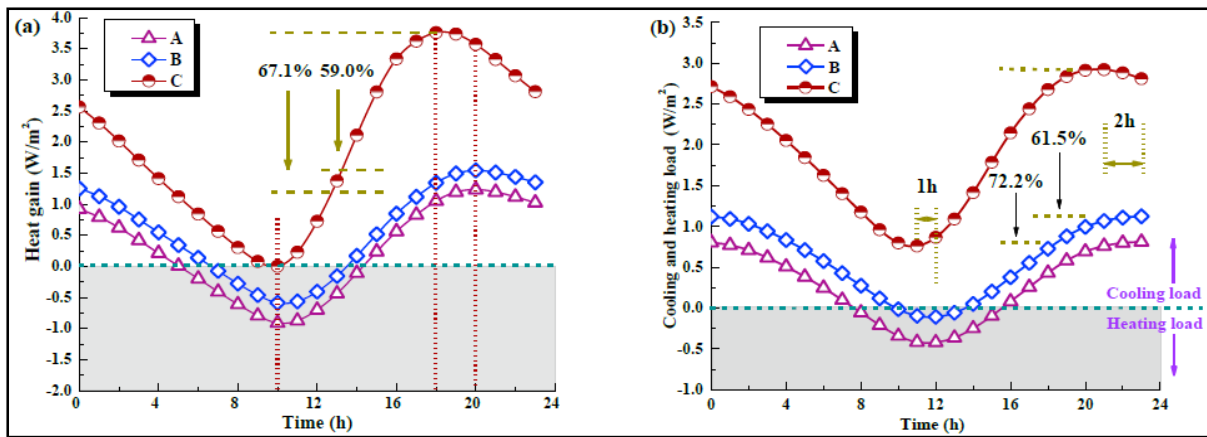 (a)
A
B
C
67.1% 59.0%
Heat gain (W/m²)
4.0
3.5
3.0
2.5
2.0
1.5
1.0
0.5
0.0
-0.5
-1.0
-1.5
-2.0
0 4 8 10 12 16 18 20 24
Time (h)
(b)
A
B
C
2h
61.5%
1h
72.2%
Cooling load
Heating load
Cooling and heating load (W/m²)
3.5
3.0
2.5
2.0
1.5
1.0
0.5
0.0
-0.5
-1.0
0 4 8 12 16 20 24
Time (h)